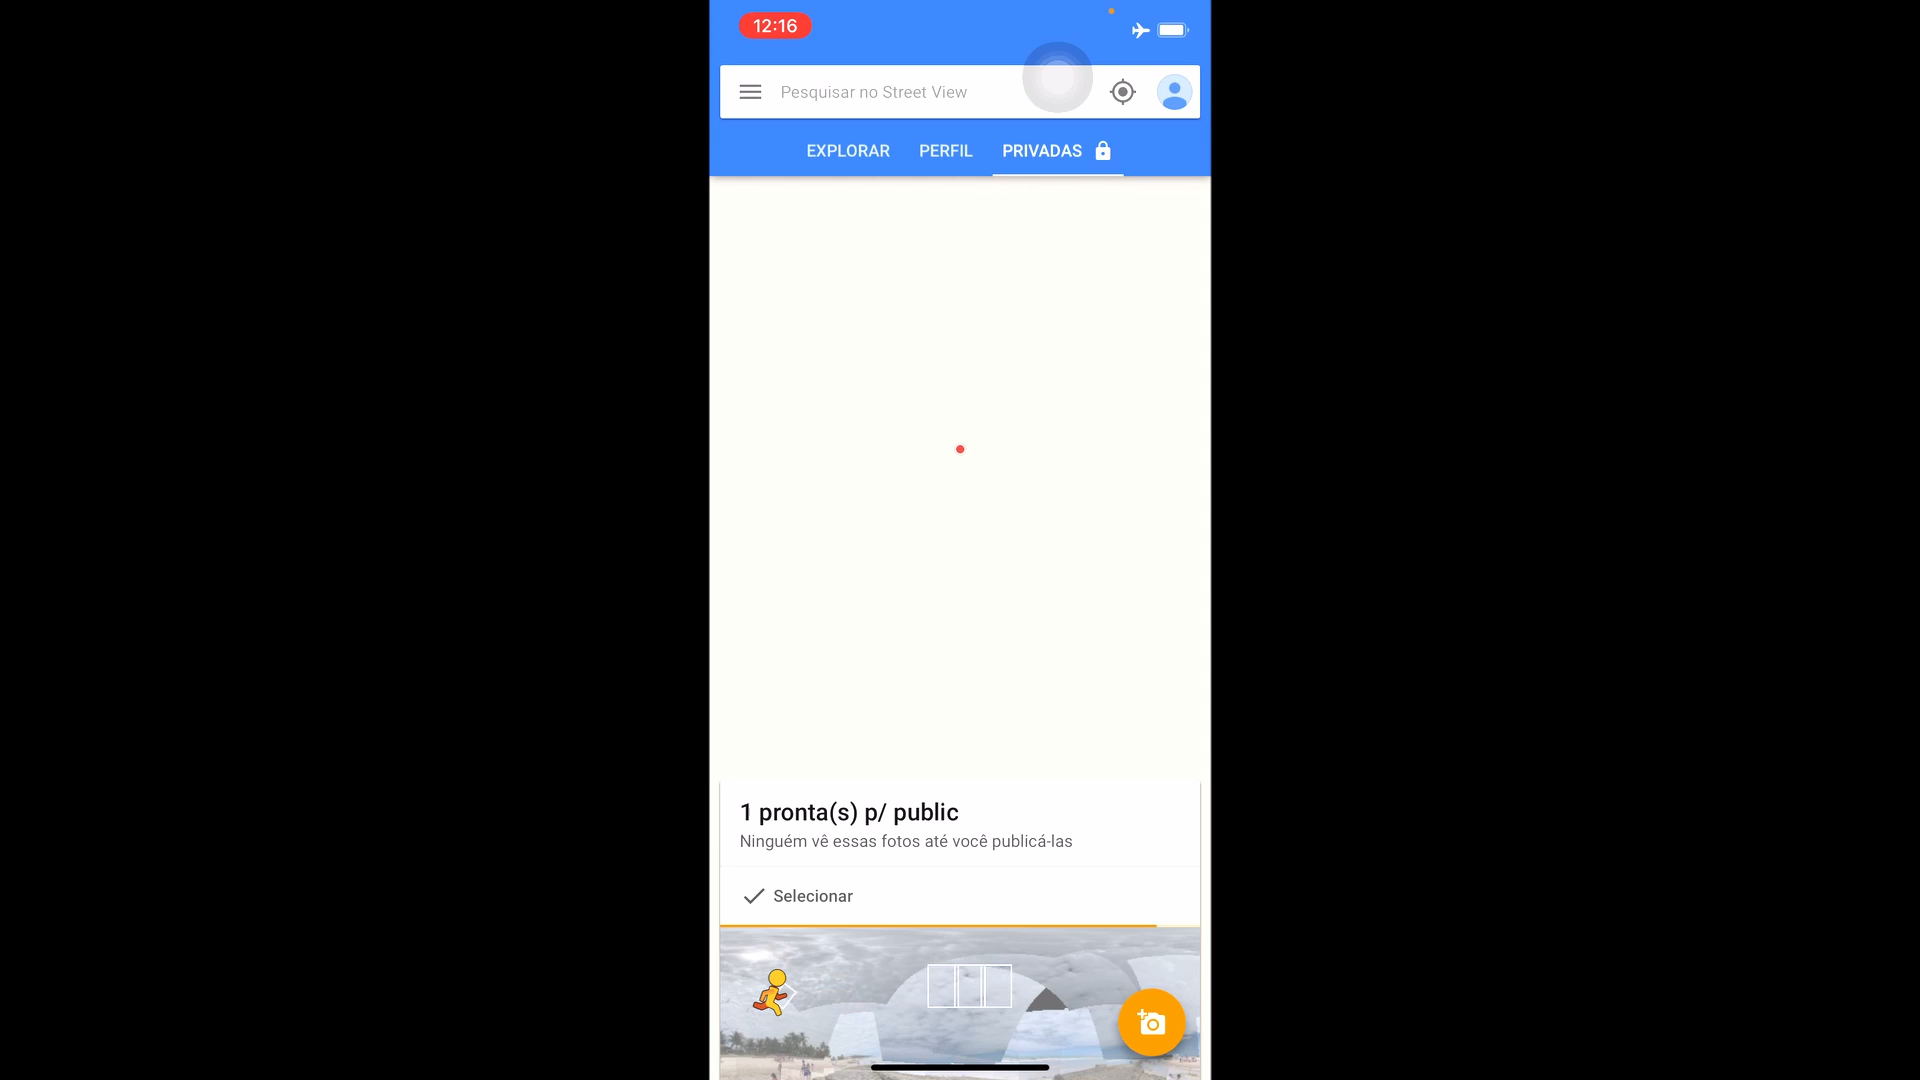 12:16
Pesquisar no Street View
EXPLORAR PERFIL PRIVADAS
1 pronta(s) p/ public
Ninguém vê essas fotos até você publicá-las
Selecionar